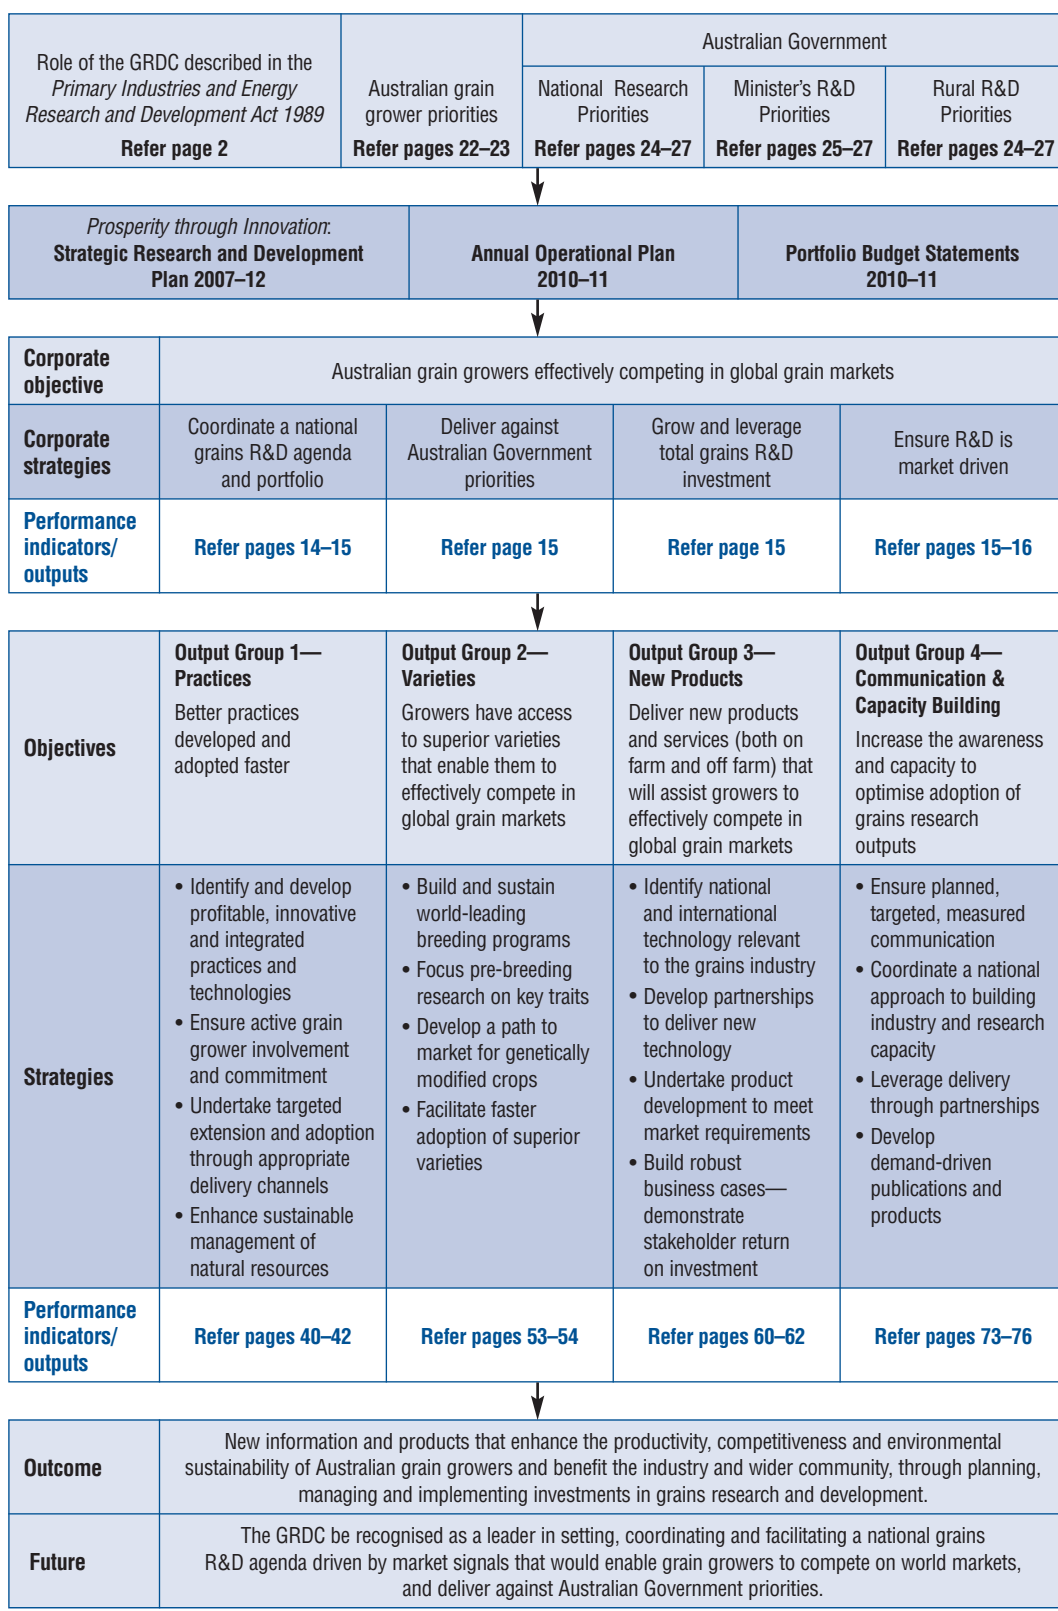 Role of the GRDC described in the
Primary Industries and Energy
Research and Development Act 1989
Refer page 2
Australian grain
grower priorities
Refer pages 22–23
Australian Government
National Research
Priorities
Refer pages 24–27
Minister’s R&D
Priorities
Refer pages 25–27
Rural R&D
Priorities
Refer pages 24–27
Prosperity through Innovation:
Strategic Research and Development
Plan 2007–12
Annual Operational Plan
2010–11
Portfolio Budget Statements
2010–11
Corporate
objective
Australian grain growers effectively competing in global grain markets
Corporate
strategies
Coordinate a national
grains R&D agenda
and portfolio
Deliver against
Australian Government
priorities
Grow and leverage
total grains R&D
investment
Ensure R&D is
market driven
Performance
indicators/
outputs
Refer pages 14–15
Refer page 15
Refer page 15
Refer pages 15–16
Objectives
Output Group 1—
Practices
Better practices
developed and
adopted faster
Output Group 2—
Varieties
Growers have access
to superior varieties
that enable them to
effectively compete in
global grain markets
Output Group 3—
New Products
Deliver new products
and services (both on
farm and off farm) that
will assist growers to
effectively compete in
global grain markets
Output Group 4—
Communication &
Capacity Building
Increase the awareness
and capacity to
optimise adoption of
grains research
outputs
Strategies
• Identify and develop
profitable, innovative
and integrated
practices and
technologies
• Ensure active grain
grower involvement
and commitment
• Undertake targeted
extension and adoption
through appropriate
delivery channels
• Enhance sustainable
management of
natural resources
• Build and sustain
world-leading
breeding programs
• Focus pre-breeding
research on key traits
• Develop a path to
market for genetically
modified crops
• Facilitate faster
adoption of superior
varieties
• Identify national
and international
technology relevant
to the grains industry
• Develop partnerships
to deliver new
technology
• Undertake product
development to meet
market requirements
• Build robust
business cases—
demonstrate
stakeholder return
on investment
• Ensure planned,
targeted, measured
communication
• Coordinate a national
approach to building
industry and research
capacity
• Leverage delivery
through partnerships
• Develop
demand-driven
publications and
products
Performance
indicators/
outputs
Refer pages 40–42
Refer pages 53–54
Refer pages 60–62
Refer pages 73–76
Outcome
New information and products that enhance the productivity, competitiveness and environmental
sustainability of Australian grain growers and benefit the industry and wider community, through planning,
managing and implementing investments in grains research and development.
Future
The GRDC be recognised as a leader in setting, coordinating and facilitating a national grains
R&D agenda driven by market signals that would enable grain growers to compete on world markets,
and deliver against Australian Government priorities.